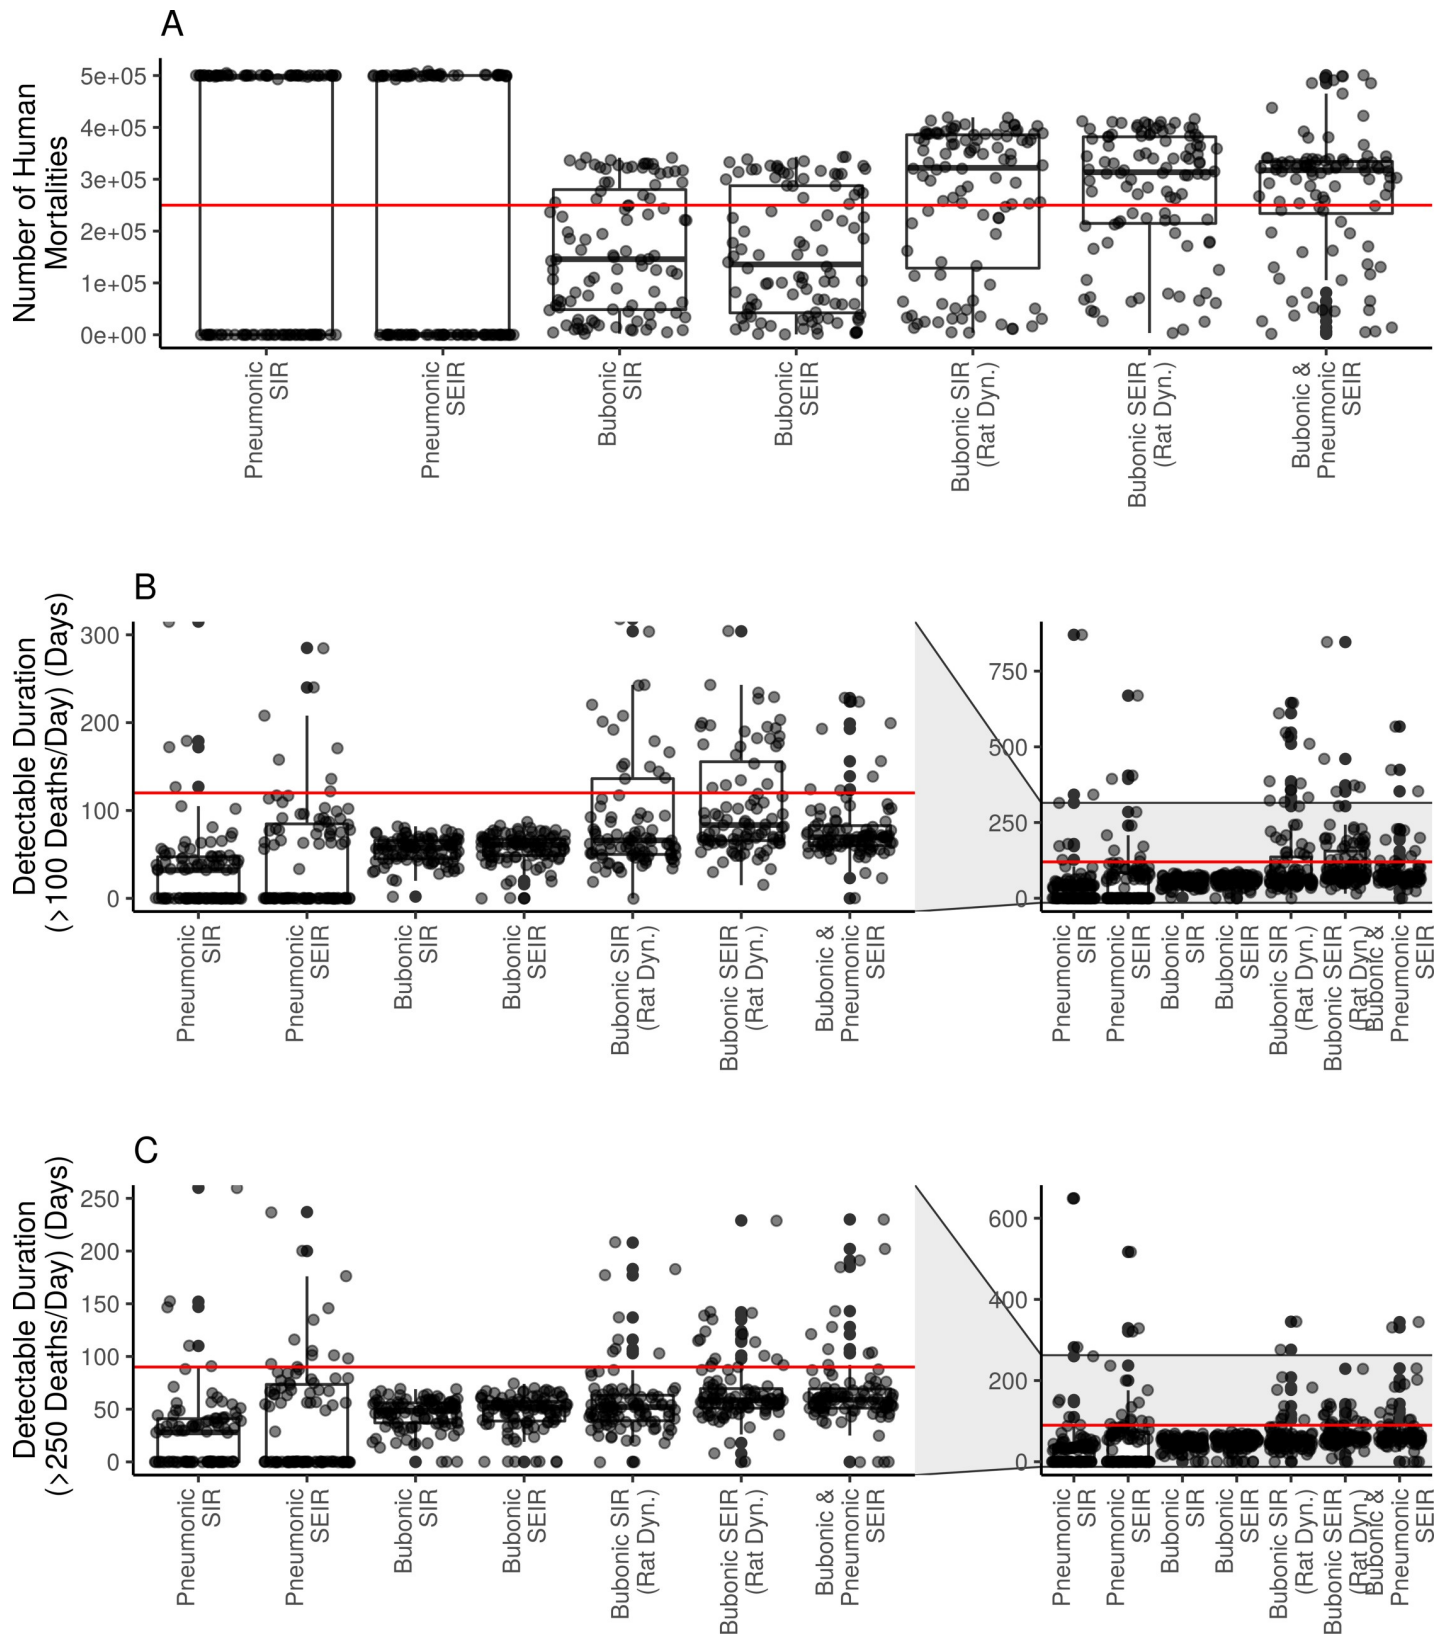 A
Number of Human
Mortalities
5e+05
4e+05
3e+05
2e+05
1e+05
0e+00
Pneumonic
SIR
Pneumonic
SEIR
Bubonic
SIR
Bubonic
SEIR
Bubonic SIR
(Rat Dyn.)
Bubonic SEIR
(Rat Dyn.)
Bubonic &
Pneumonic
SEIR
B
Detectable Duration
(>100 Deaths/Day) (Days)
300
200
100
0
Pneumonic
SIR
Pneumonic
SEIR
Bubonic
SIR
Bubonic
SEIR
Bubonic SIR
(Rat Dyn.)
Bubonic SEIR
(Rat Dyn.)
Bubonic &
Pneumonic
SEIR
750
500
250
0
Pneumonic
SIR
Pneumonic
SEIR
Bubonic
SIR
Bubonic
SEIR
Bubonic SIR
(Rat Dyn.)
Bubonic SEIR
(Rat Dyn.)
Bubonic &
Pneumonic
SEIR
C
Detectable Duration
(>250 Deaths/Day) (Days)
250
200
150
100
50
0
Pneumonic
SIR
Pneumonic
SEIR
Bubonic
SIR
Bubonic
SEIR
Bubonic SIR
(Rat Dyn.)
Bubonic SEIR
(Rat Dyn.)
Bubonic &
Pneumonic
SEIR
600
400
200
0
Pneumonic
SIR
Pneumonic
SEIR
Bubonic
SIR
Bubonic
SEIR
Bubonic SIR
(Rat Dyn.)
Bubonic SEIR
(Rat Dyn.)
Bubonic &
Pneumonic
SEIR